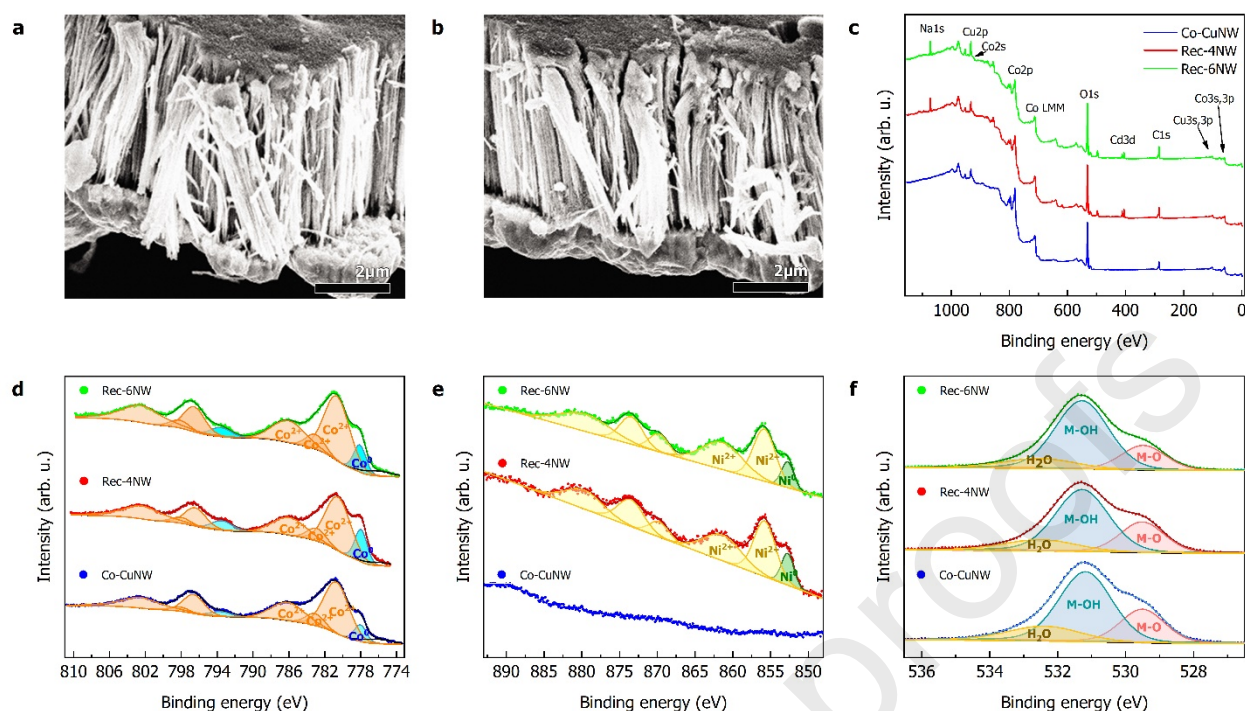 a
2μm
b
2μm
c
Co-CuNW
Rec-4NW
Rec-6NW
Na1s
Cu2p
Co2s
Co2p
Co LMM
O1s
Cd3d
C1s
Cu3s,3p
Co3s,3p
Intensity (arb. u.)
1000 800 600 400 200 0
Binding energy (eV)
d
Rec-6NW
Co²⁺ Co²⁺ Co²⁺ Co⁰
Rec-4NW
Co²⁺ Co²⁺ Co²⁺ Co⁰
Co-CuNW
Co²⁺ Co²⁺ Co²⁺ Co⁰
Intensity (arb. u.)
810 806 802 798 790 786 782 778 774
Binding energy (eV)
e
Rec-6NW
Ni²⁺ Ni²⁺ Ni⁰
Rec-4NW
Ni²⁺ Ni²⁺ Ni⁰
Co-CuNW
Intensity (arb. u.)
890 882 875 870 860 855 848
Binding energy (eV)
f
Rec-6NW
M-OH
H₂O
M-O
Rec-4NW
M-OH
H₂O
M-O
Co-CuNW
M-OH
H₂O
M-O
Intensity (arb. u.)
536 534 532 530 528
Binding energy (eV)
proofs